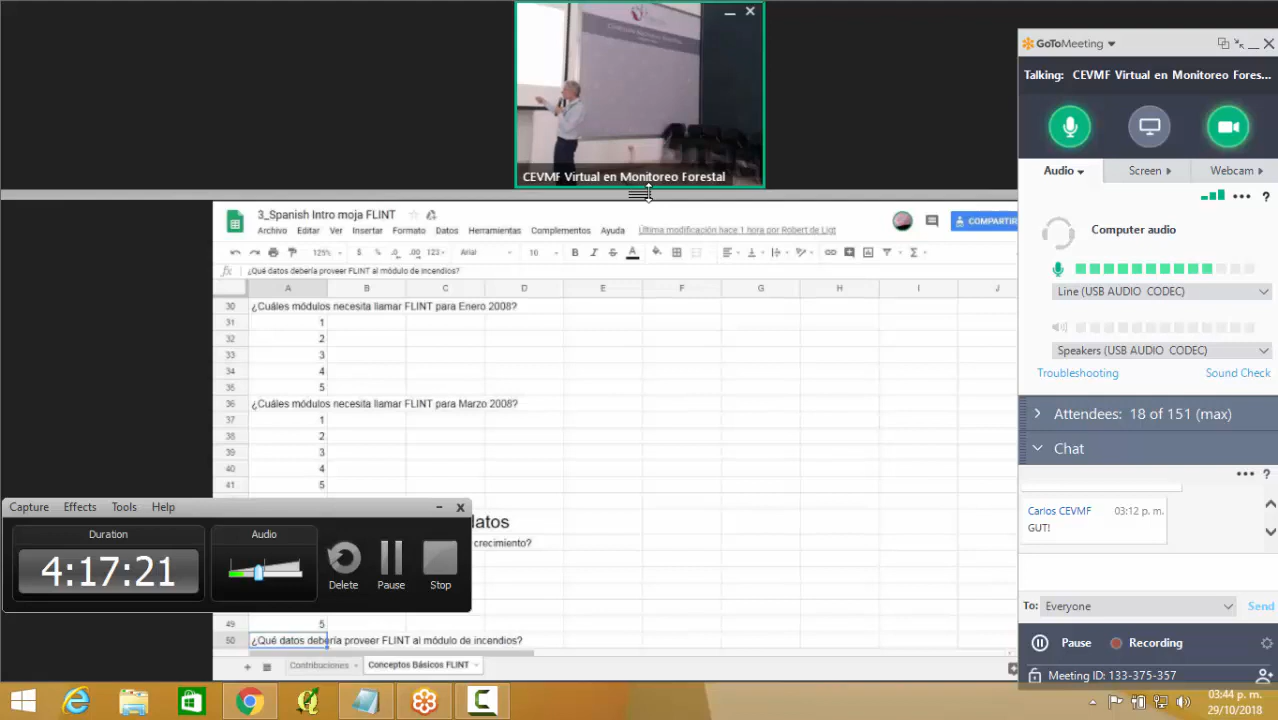 CEVMF Virtual en Monitoreo Forestal
GoToMeeting
Talking: CEVMF Virtual en Monitoreo Fores...
Audio
Screen
Webcam
Computer audio
Line (USB AUDIO CODEC)
Speakers (USB AUDIO CODEC)
Troubleshooting
Sound Check
Attendees: 18 of 151 (max)
Chat
Carlos CEVMF 03:12 p. m.
GUT!
To: Everyone
Send
Pause
Recording
Meeting ID: 133-375-357
3_Spanish Intro moja FLINT
Archivo Editar Ver Insertar Formato Datos Herramientas Complementos Ayuda Última modificación hace 1 hora por Robert de Ligt
COMPARTIR
125% $ % .0 .00 123 Arial 10 B I S A
fx ¿Qué datos debería proveer FLINT al módulo de incendios?
A B C D E F G H I J
30 ¿Cuáles módulos necesita llamar FLINT para Enero 2008?
31 1
32 2
33 3
34 4
35 5
36 ¿Cuáles módulos necesita llamar FLINT para Marzo 2008?
37 1
38 2
39 3
40 4
41 5
datos
crecimiento?
49 5
50 ¿Qué datos debería proveer FLINT al módulo de incendios?
Contribuciones
Conceptos Básicos FLINT
Capture Effects Tools Help
Duration
4:17:21
Audio
Delete
Pause
Stop
03:44 p. m.
29/10/2018